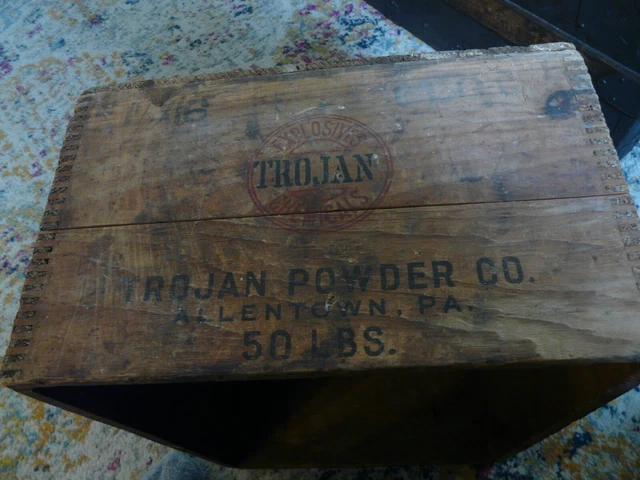 EXPLOSIVES
TROJAN
TROJAN POWDER CO.
ALLENTOWN, PA.
50 LBS.